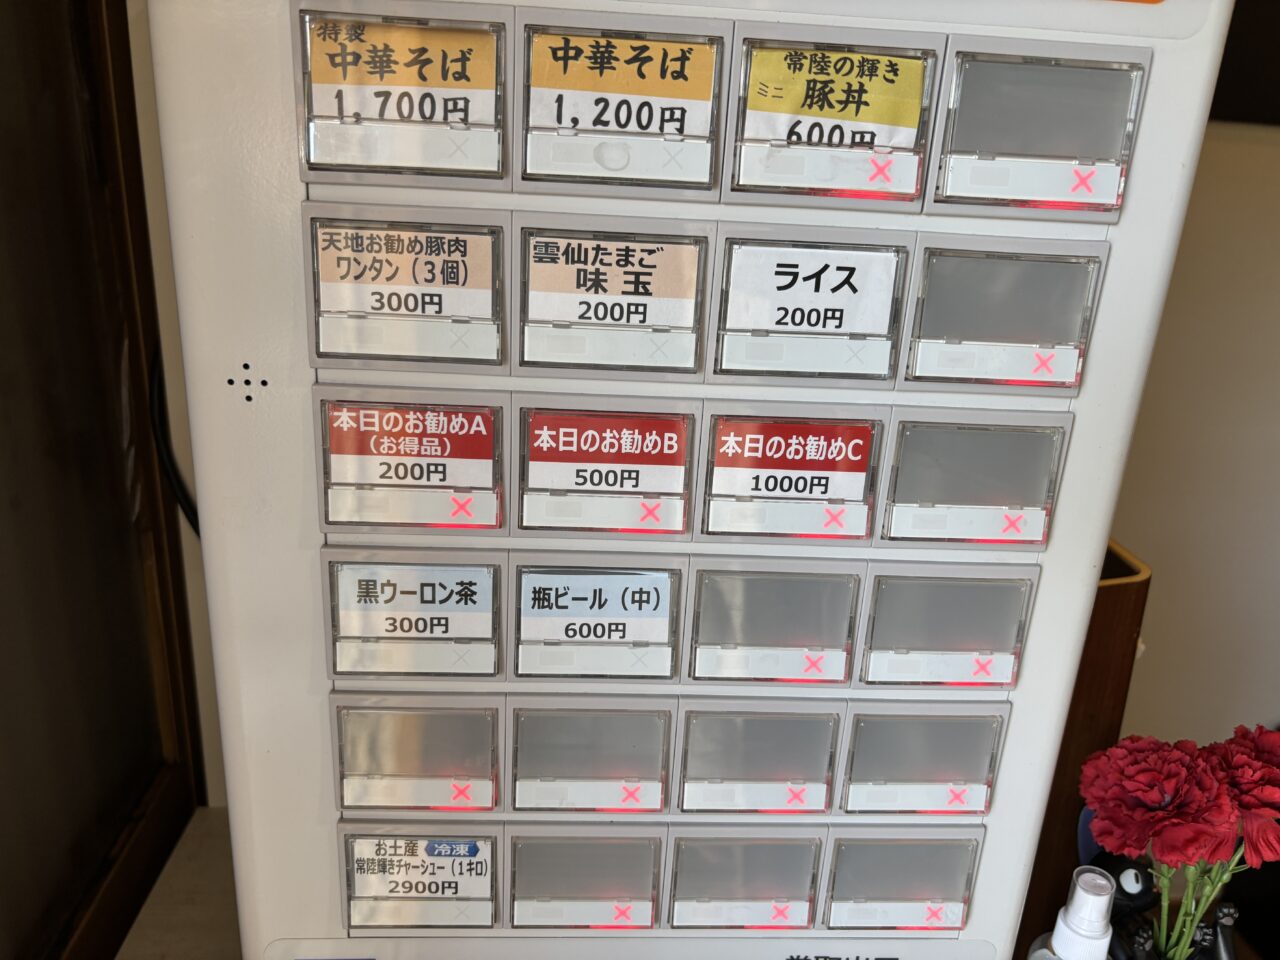 特製
中華そば
1,700円
中華そば
1,200円
常陸の輝き
ミニ 豚丼
600円
天地お勧め豚肉
ワンタン（３個）
300円
雲仙たまご
味玉
200円
ライス
200円
本日のお勧めA
（お得品）
200円
本日のお勧めB
500円
本日のお勧めC
1000円
黒ウーロン茶
300円
瓶ビール（中）
600円
お土産 冷凍
常陸輝きチャーシュー（１キロ）
2900円